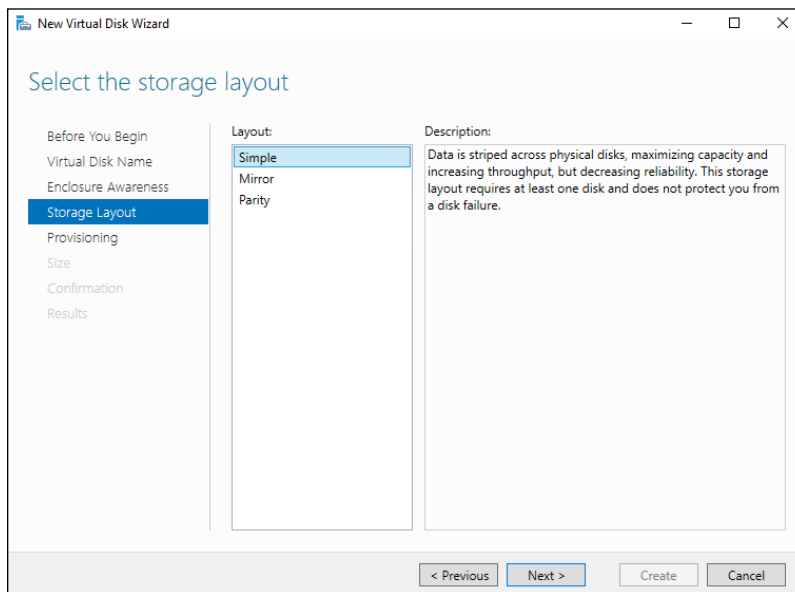 New Virtual Disk Wizard
Select the storage layout
Before You Begin
Virtual Disk Name
Enclosure Awareness
Storage Layout
Provisioning
Size
Confirmation
Results
Layout:
Simple
Mirror
Parity
Description:
Data is striped across physical disks, maximizing capacity and
increasing throughput, but decreasing reliability. This storage
layout requires at least one disk and does not protect you from
a disk failure.
< Previous
Next >
Create
Cancel